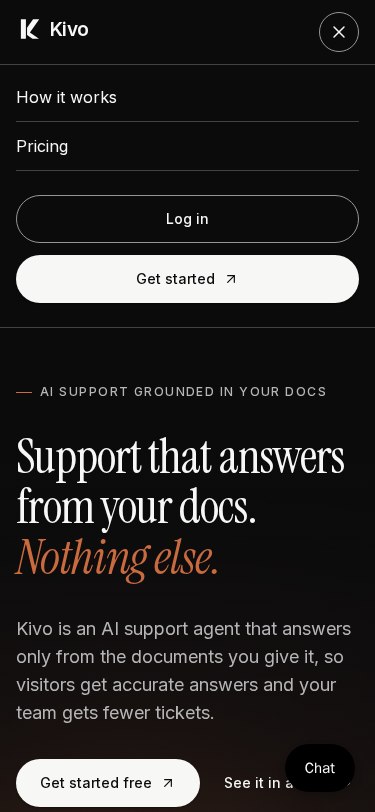 Kivo
How it works
Pricing
Log in
Get started
AI SUPPORT GROUNDED IN YOUR DOCS
Support that answers
from your docs.
Nothing else.
Kivo is an AI support agent that answers
only from the documents you give it, so
visitors get accurate answers and your
team gets fewer tickets.
Get started free
See it in
Chat